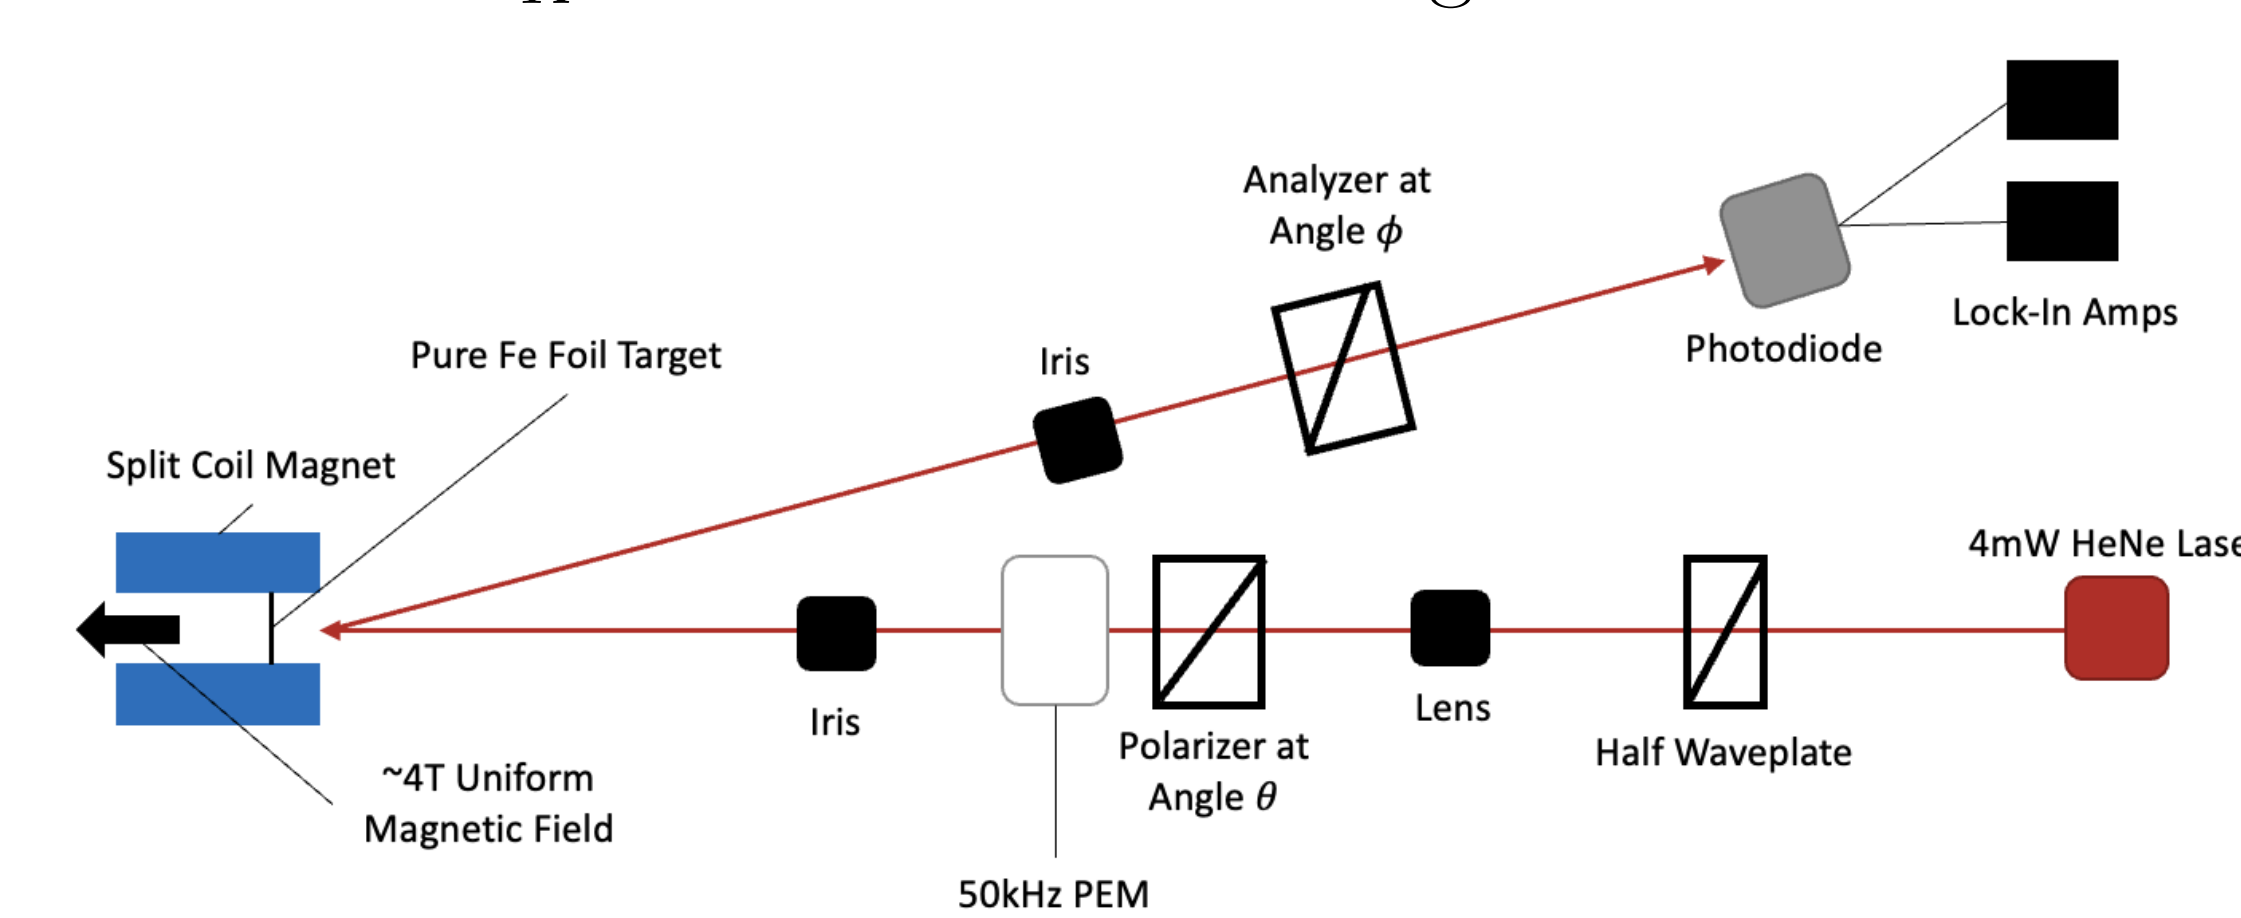 Analyzer at
Angle ϕ
Lock-In Amps
Photodiode
Iris
Pure Fe Foil Target
Split Coil Magnet
4mW HeNe Lase
Iris
Lens
Polarizer at
Angle θ
Half Waveplate
~4T Uniform
Magnetic Field
50kHz PEM